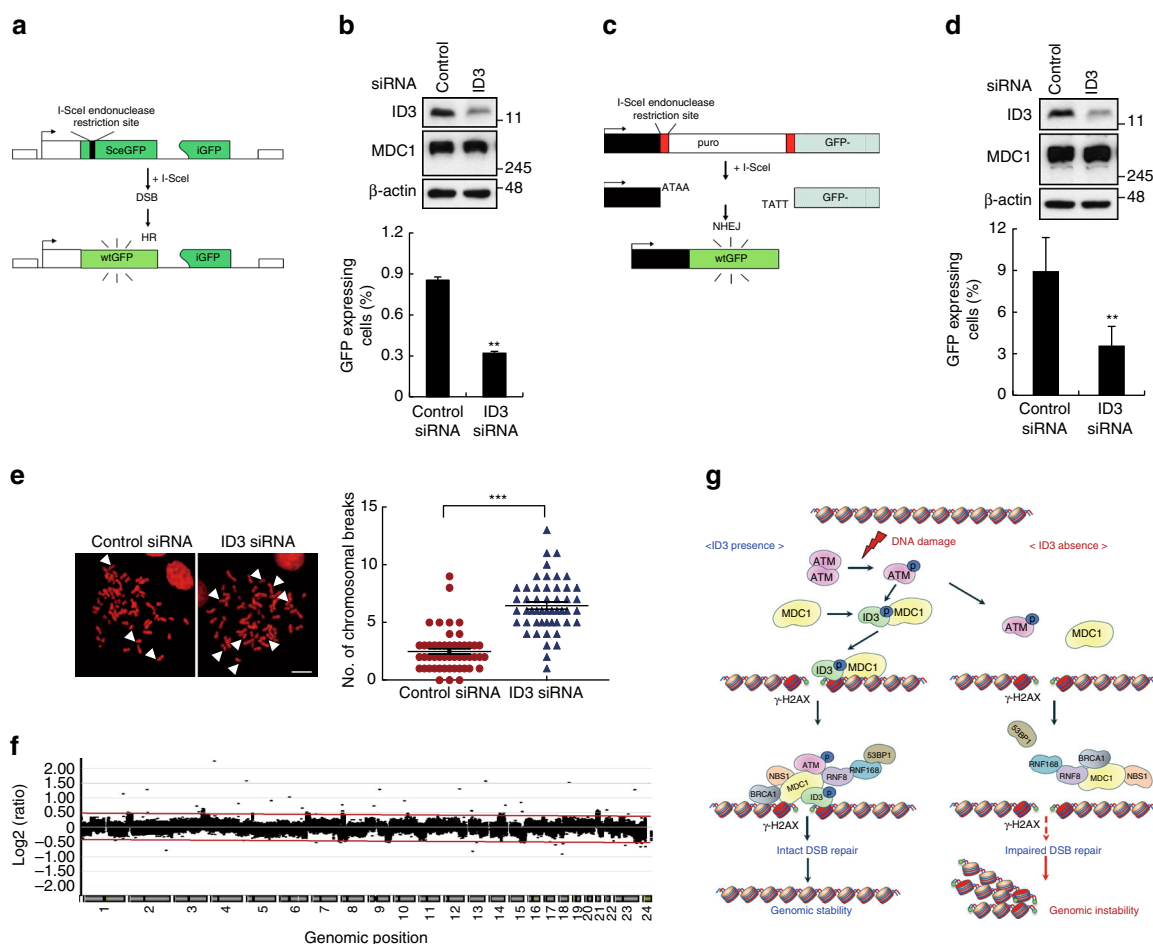 a
I-SceI endonuclease
restriction site
SceGFP
iGFP
+ I-SceI
DSB
HR
wtGFP
iGFP
b
siRNA
Control
ID3
ID3
11
MDC1
245
β-actin
48
GFP expressing
cells (%)
1.2
0.9
0.6
0.3
0
**
Control
siRNA
ID3
siRNA
c
I-SceI endonuclease
restriction site
puro
GFP-
+ I-SceI
ATAA
TATT
GFP-
NHEJ
wtGFP
d
siRNA
Control
ID3
ID3
11
MDC1
245
β-actin
48
GFP expressing
cells (%)
12
9
6
3
0
**
Control
siRNA
ID3
siRNA
e
Control siRNA
ID3 siRNA
No. of chromosomal breaks
15
10
5
0
***
Control siRNA
ID3 siRNA
f
Log2 (ratio)
2.00
1.50
1.00
0.50
0
−0.50
−1.00
−1.50
−2.00
1 2 3 4 5 6 7 8 9 10 11 12 13 14 15 16 17 18 19 20 21 22 23 24
Genomic position
g
<ID3 presence >
DNA damage
< ID3 absence >
ATM
ATM
ATM
p
MDC1
ID3
p
MDC1
ATM
p
MDC1
ID3
p
MDC1
γ-H2AX
γ-H2AX
ATM
p
53BP1
NBS1
MDC1
RNF8
RNF168
BRCA1
ID3
p
γ-H2AX
Intact DSB repair
Genomic stability
53BP1
RNF168
BRCA1
RNF8
MDC1
NBS1
γ-H2AX
Impaired DSB repair
Genomic instability